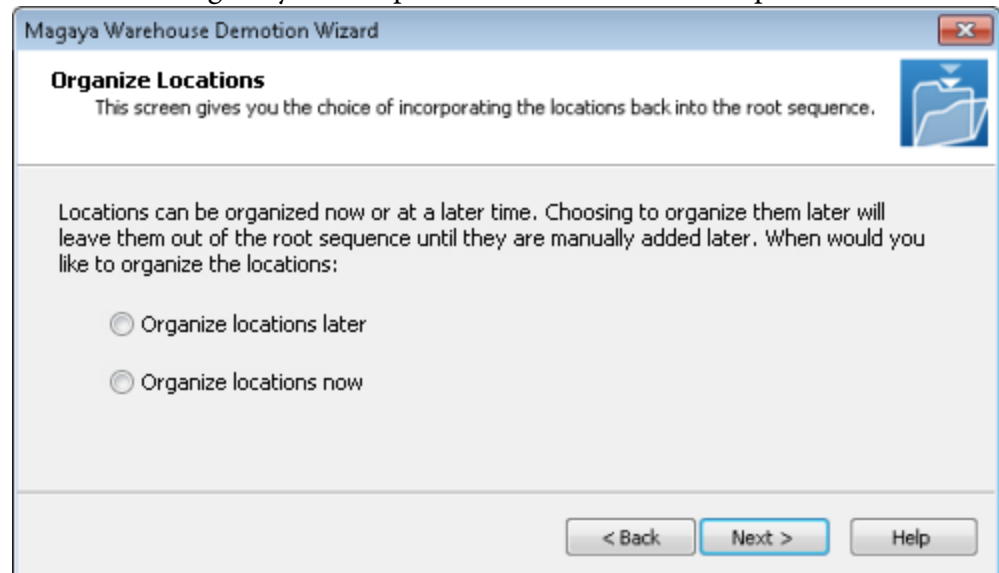 Magaya Warehouse Demotion Wizard
Organize Locations
This screen gives you the choice of incorporating the locations back into the root sequence.
Locations can be organized now or at a later time. Choosing to organize them later will
leave them out of the root sequence until they are manually added later. When would you
like to organize the locations:
Organize locations later
Organize locations now
< Back
Next >
Help